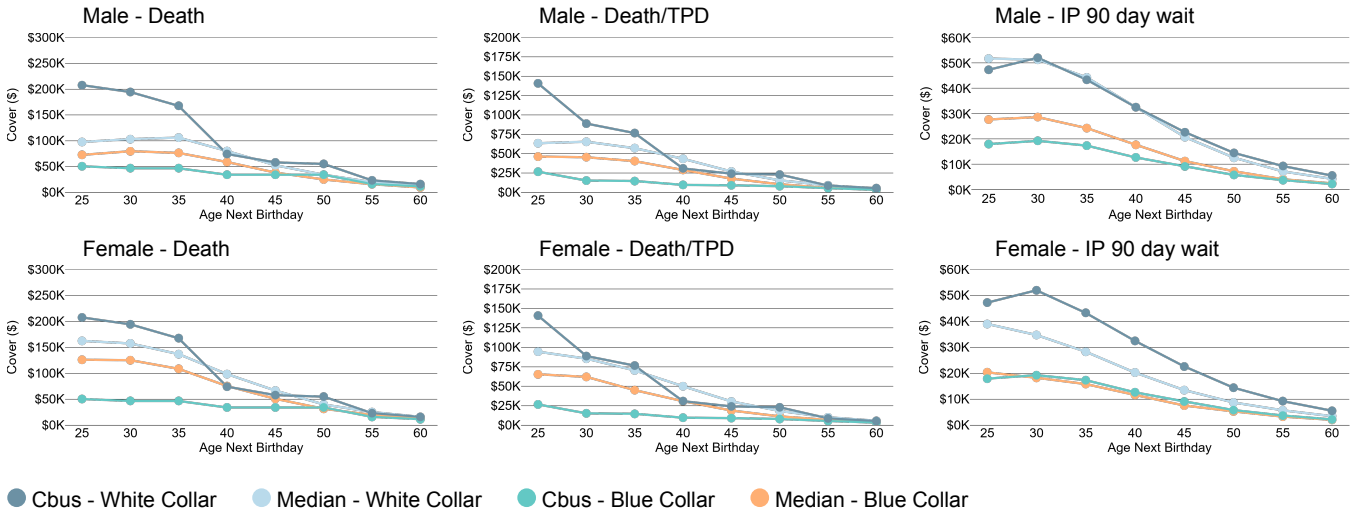 Male - Death
$300K
$250K
$200K
$150K
$100K
$50K
$0K
Cover ($)
25 30 35 40 45 50 55 60
Age Next Birthday
Male - Death/TPD
$200K
$175K
$150K
$125K
$100K
$75K
$50K
$25K
$0K
Cover ($)
25 30 35 40 45 50 55 60
Age Next Birthday
Male - IP 90 day wait
$60K
$50K
$40K
$30K
$20K
$10K
$0K
Cover ($)
25 30 35 40 45 50 55 60
Age Next Birthday
Female - Death
$300K
$250K
$200K
$150K
$100K
$50K
$0K
Cover ($)
25 30 35 40 45 50 55 60
Age Next Birthday
Female - Death/TPD
$200K
$175K
$150K
$125K
$100K
$75K
$50K
$25K
$0K
Cover ($)
25 30 35 40 45 50 55 60
Age Next Birthday
Female - IP 90 day wait
$60K
$50K
$40K
$30K
$20K
$10K
$0K
Cover ($)
25 30 35 40 45 50 55 60
Age Next Birthday
Cbus - White Collar Median - White Collar Cbus - Blue Collar Median - Blue Collar